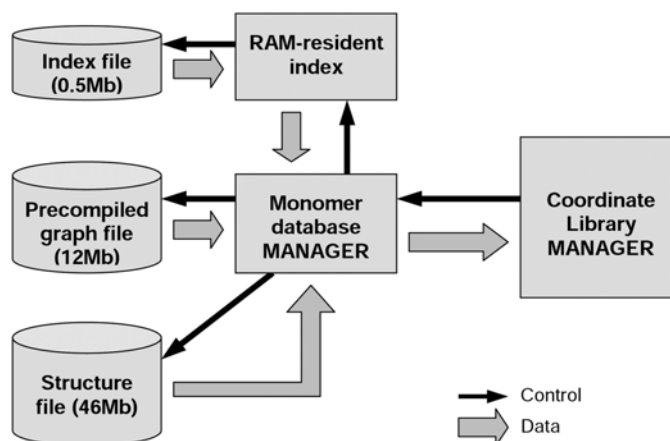 Index file
(0.5Mb)
RAM-resident
index
Precompiled
graph file
(12Mb)
Monomer
database
MANAGER
Coordinate
Library
MANAGER
Structure
file (46Mb)
Control
Data